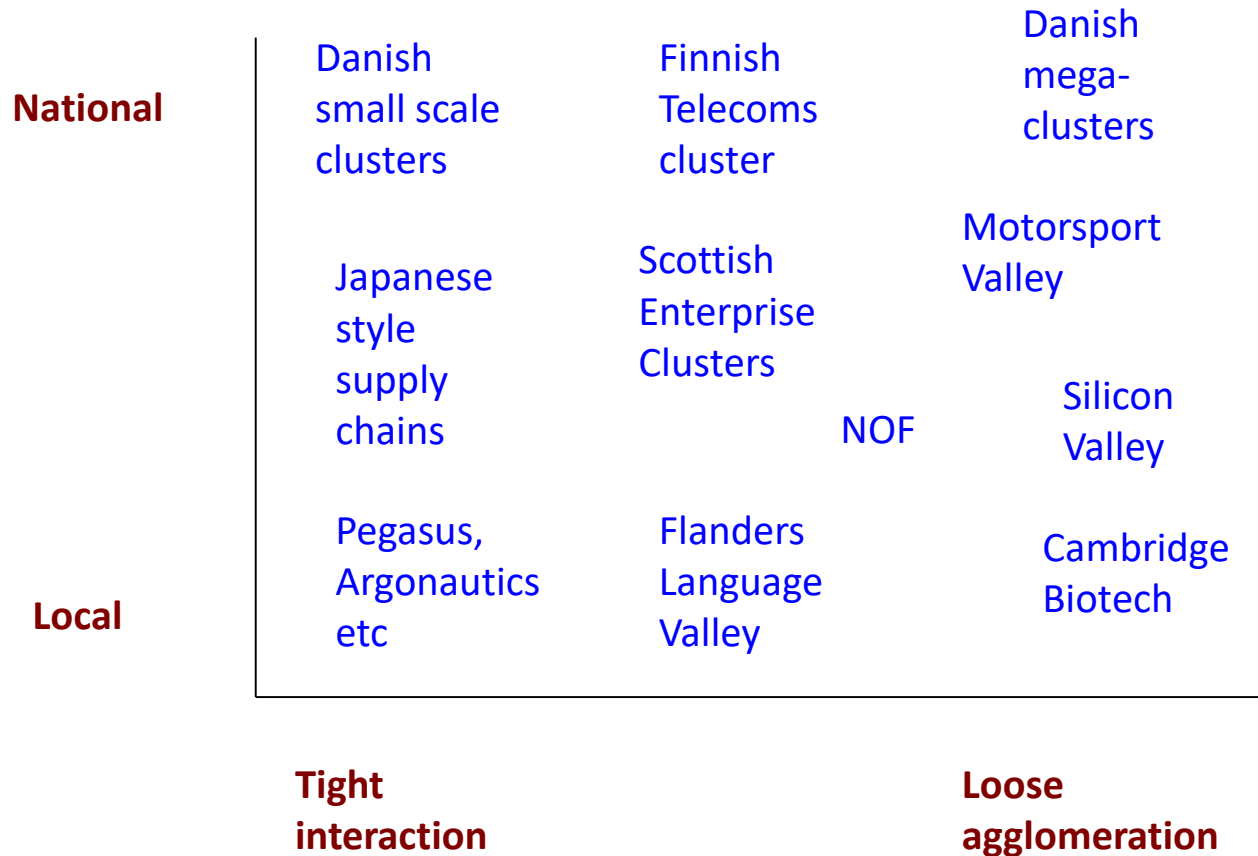 National
Danish
small scale
clusters
Finnish
Telecoms
cluster
Danish
mega-
clusters
Japanese
style
supply
chains
Scottish
Enterprise
Clusters
Motorsport
Valley
NOF
Silicon
Valley
Local
Pegasus,
Argonautics
etc
Flanders
Language
Valley
Cambridge
Biotech
Tight
interaction
Loose
agglomeration